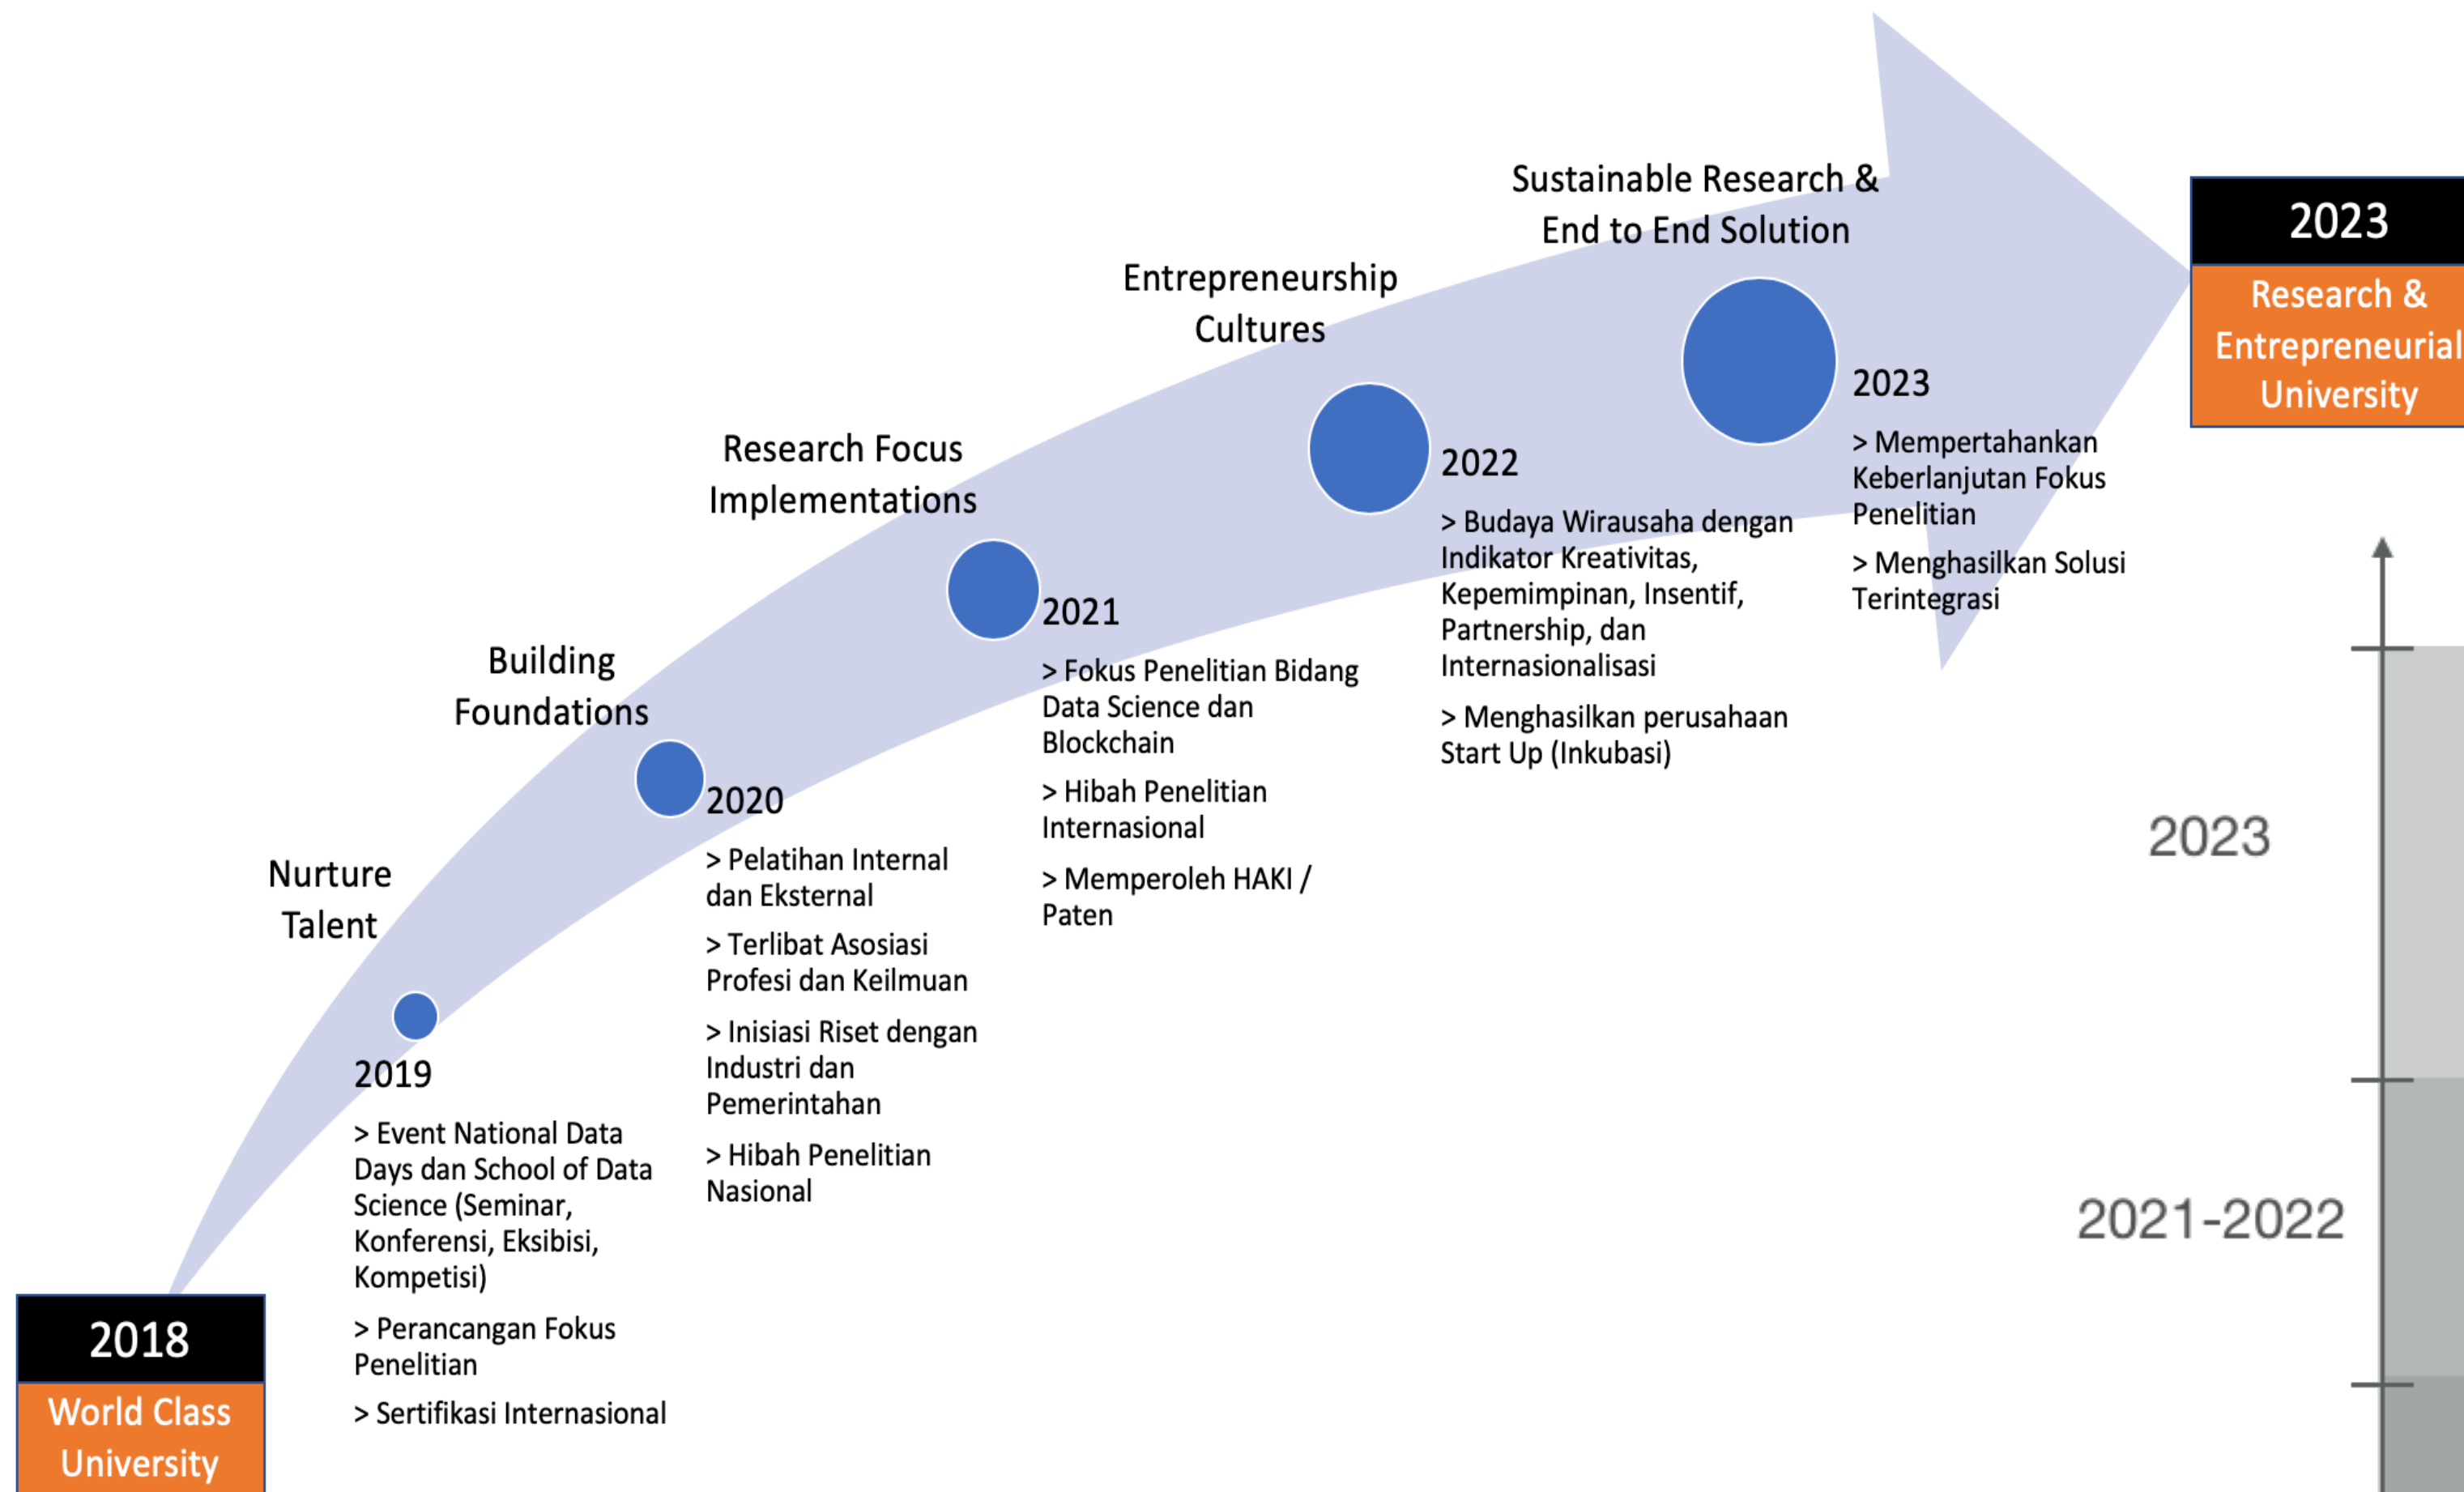 Sustainable Research &
End to End Solution
2023
Research &
Entrepreneurial
University
Entrepreneurship
Cultures
2023
> Mempertahankan
Keberlanjutan Fokus
Penelitian
> Menghasilkan Solusi
Terintegrasi
Research Focus
Implementations
2022
> Budaya Wirausaha dengan
Indikator Kreativitas,
Kepemimpinan, Insentif,
Partnership, dan
Internasionalisasi
> Menghasilkan perusahaan
Start Up (Inkubasi)
Building
Foundations
2021
> Fokus Penelitian Bidang
Data Science dan
Blockchain
> Hibah Penelitian
Internasional
> Memperoleh HAKI /
Paten
Nurture
Talent
2020
> Pelatihan Internal
dan Eksternal
> Terlibat Asosiasi
Profesi dan Keilmuan
> Inisiasi Riset dengan
Industri dan
Pemerintahan
> Hibah Penelitian
Nasional
2019
> Event National Data
Days dan School of Data
Science (Seminar,
Konferensi, Eksibisi,
Kompetisi)
> Perancangan Fokus
Penelitian
> Sertifikasi Internasional
2018
World Class
University
2023
2021-2022